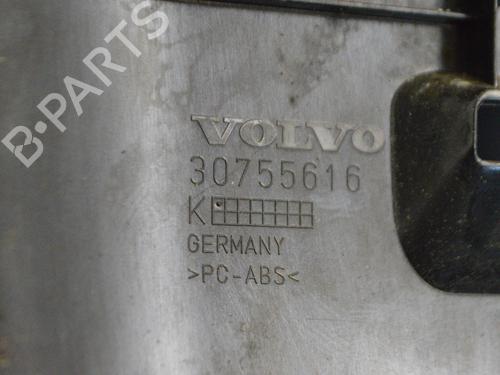 B-PARTS
VOLVO
30755616
K
GERMANY
>PC-ABS<